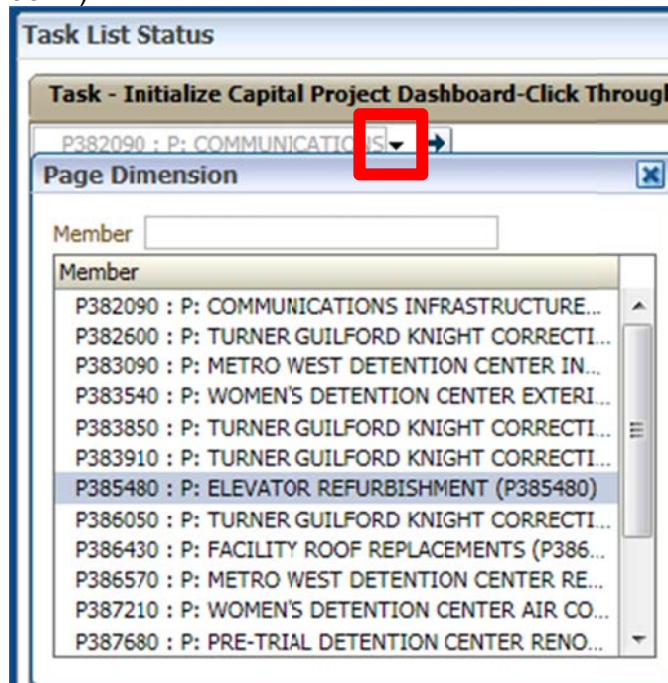 Task List Status
Task - Initialize Capital Project Dashboard-Click Through
P382090 : P: COMMUNICATIONS
Page Dimension
Member
Member
P382090 : P: COMMUNICATIONS INFRASTRUCTURE...
P382600 : P: TURNER GUILFORD KNIGHT CORRECTI...
P383090 : P: METRO WEST DETENTION CENTER IN...
P383540 : P: WOMEN'S DETENTION CENTER EXTERI...
P383850 : P: TURNER GUILFORD KNIGHT CORRECTI...
P383910 : P: TURNER GUILFORD KNIGHT CORRECTI...
P385480 : P: ELEVATOR REFURBISHMENT (P385480)
P386050 : P: TURNER GUILFORD KNIGHT CORRECTI...
P386430 : P: FACILITY ROOF REPLACEMENTS (P386...
P386570 : P: METRO WEST DETENTION CENTER RE...
P387210 : P: WOMEN'S DETENTION CENTER AIR CO...
P387680 : P: PRE-TRIAL DETENTION CENTER RENO...